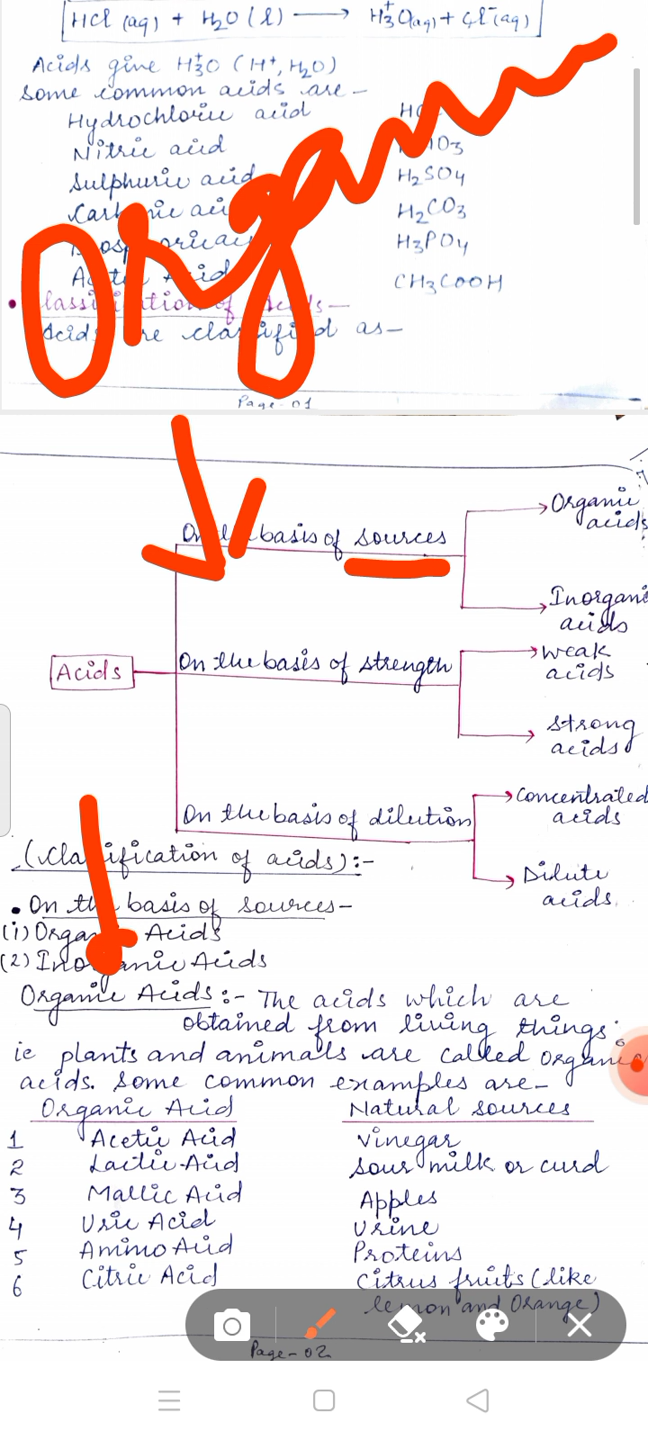 HCl (aq) + H₂O (l) ⟶ H₃⁺O(aq) + Cl⁻(aq)
Acids give H₃⁺O (H⁺, H₂O)
Some common acids are –
Hydrochloric acid
Nitric acid
Sulphuric acid H₂SO₄
H₂CO₃
H₃PO₄
CH₃COOH
classified as –
Page-01
Organ
On basis of sources
Organic acids
Inorganic acids
Acids
On the basis of strength
weak acids
Strong acids
On the basis of dilution
Concentrated acids
Dilute acids.
(Classification of acids):-
• On the basis of sources –
(1) Organic Acids
(2) Inorganic Acids
Organic Acids :- The acids which are
obtained from living things.
ie plants and animalls are called organic
acids. Some common examples are –
Organic Acid Natural sources
1 Acetic Acid Vinegar
2 Lactic Acid Sour milk or curd
3 Mallic Acid Apples
4 Uric Acid Urine
5 Amino Acid Proteins
6 Citric Acid Citrus fruits (like
lemon and Orange)
Page-02